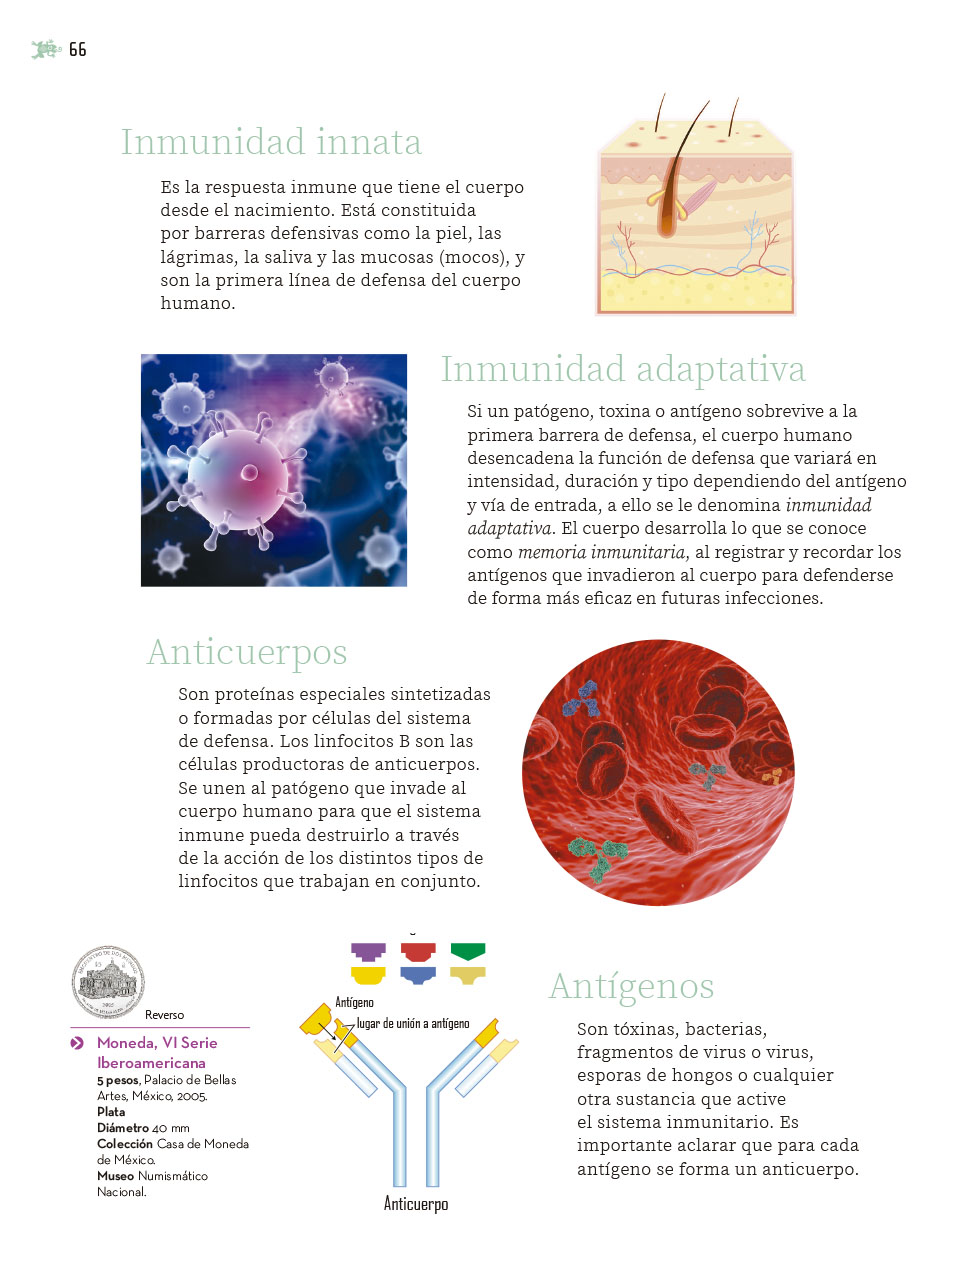 66
Inmunidad innata
Es la respuesta inmune que tiene el cuerpo
desde el nacimiento. Está constituida
por barreras defensivas como la piel, las
lágrimas, la saliva y las mucosas (mocos), y
son la primera línea de defensa del cuerpo
humano.
Inmunidad adaptativa
Si un patógeno, toxina o antígeno sobrevive a la
primera barrera de defensa, el cuerpo humano
desencadena la función de defensa que variará en
intensidad, duración y tipo dependiendo del antígeno
y vía de entrada, a ello se le denomina inmunidad
adaptativa. El cuerpo desarrolla lo que se conoce
como memoria inmunitaria, al registrar y recordar los
antígenos que invadieron al cuerpo para defenderse
de forma más eficaz en futuras infecciones.
Anticuerpos
Son proteínas especiales sintetizadas
o formadas por células del sistema
de defensa. Los linfocitos B son las
células productoras de anticuerpos.
Se unen al patógeno que invade al
cuerpo humano para que el sistema
inmune pueda destruirlo a través
de la acción de los distintos tipos de
linfocitos que trabajan en conjunto.
Reverso
Moneda, VI Serie
Iberoamericana
5 pesos, Palacio de Bellas
Artes, México, 2005.
Plata
Diámetro 40 mm
Colección Casa de Moneda
de México.
Museo Numismático
Nacional.
Antígeno
lugar de unión a antígeno
Anticuerpo
Antígenos
Son tóxinas, bacterias,
fragmentos de virus o virus,
esporas de hongos o cualquier
otra sustancia que active
el sistema inmunitario. Es
importante aclarar que para cada
antígeno se forma un anticuerpo.